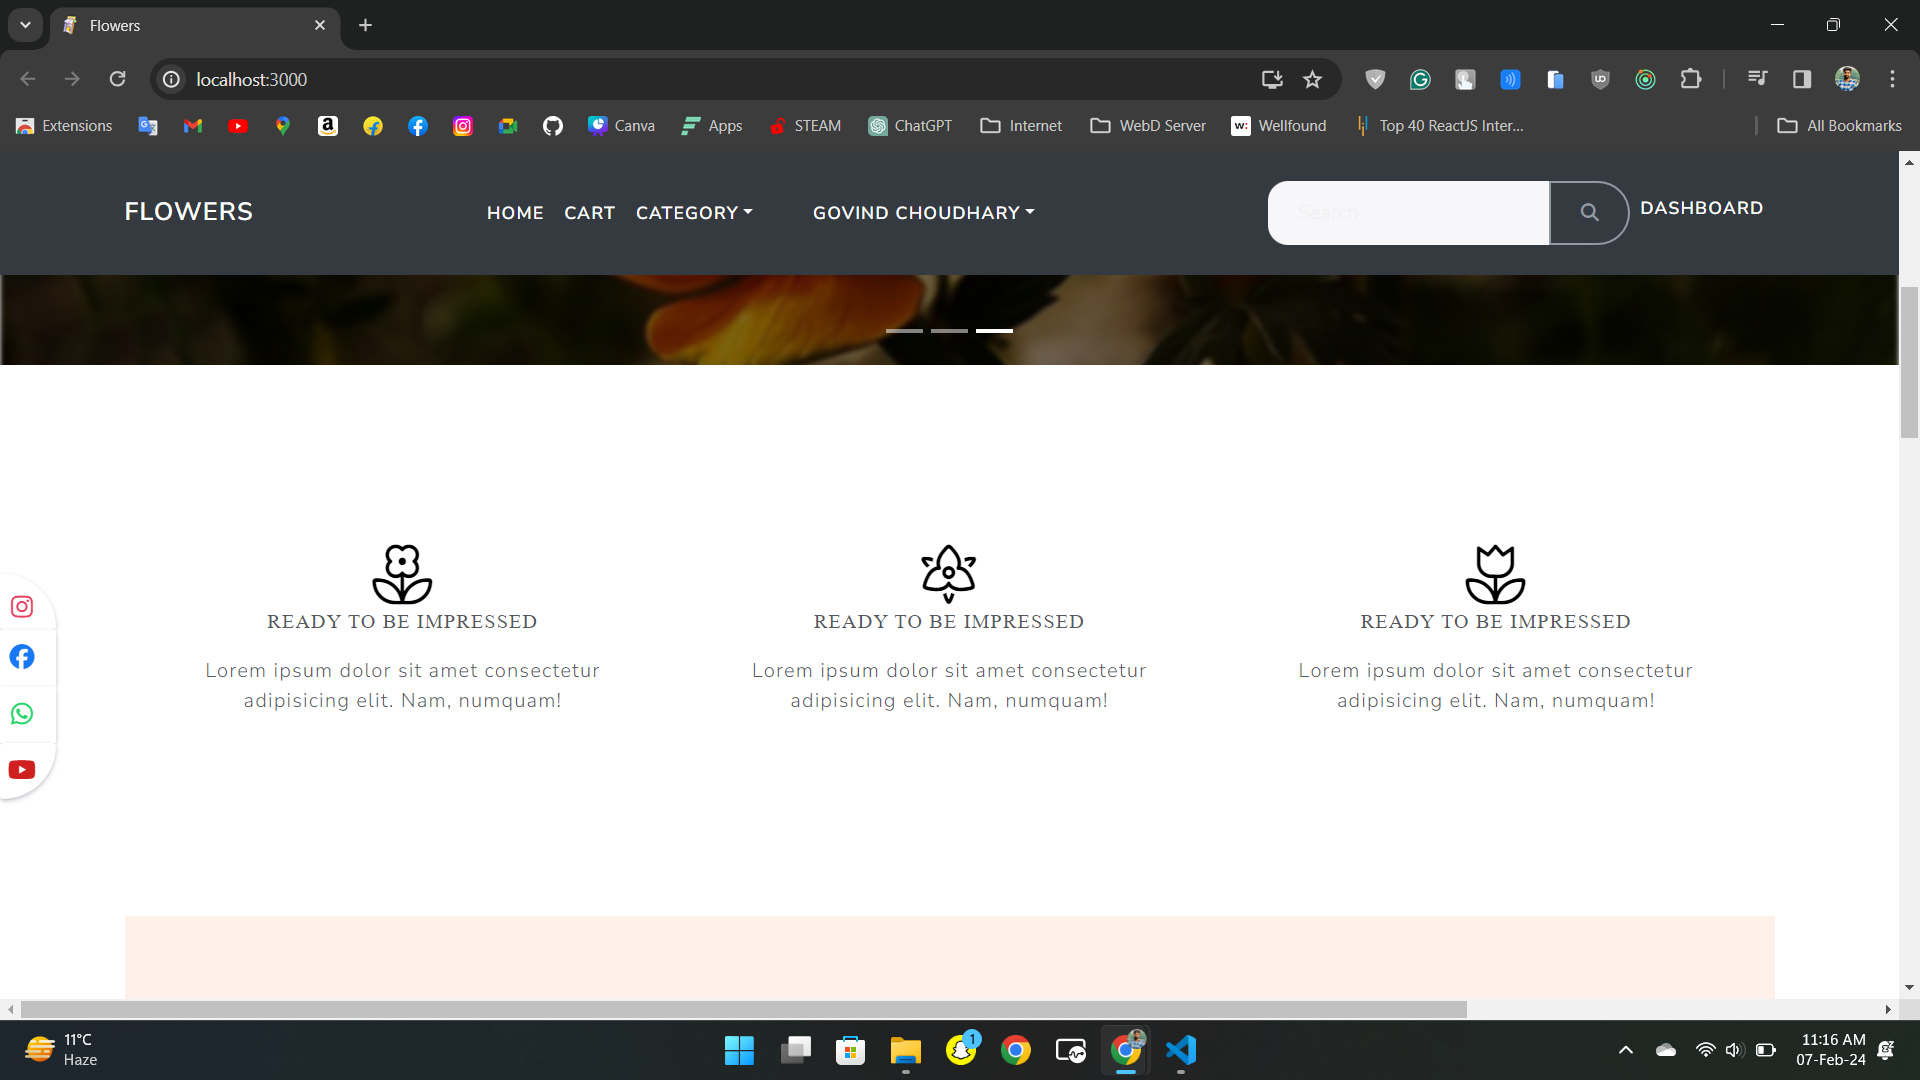 Flowers
localhost:3000
Extensions
Canva
Apps
STEAM
ChatGPT
Internet
WebD Server
Wellfound
Top 40 ReactJS Inter...
All Bookmarks
FLOWERS
HOME
CART
CATEGORY
GOVIND CHOUDHARY
Search
DASHBOARD
READY TO BE IMPRESSED
Lorem ipsum dolor sit amet consectetur
adipisicing elit. Nam, numquam!
READY TO BE IMPRESSED
Lorem ipsum dolor sit amet consectetur
adipisicing elit. Nam, numquam!
READY TO BE IMPRESSED
Lorem ipsum dolor sit amet consectetur
adipisicing elit. Nam, numquam!
11°C
Haze
1
11:16 AM
07-Feb-24